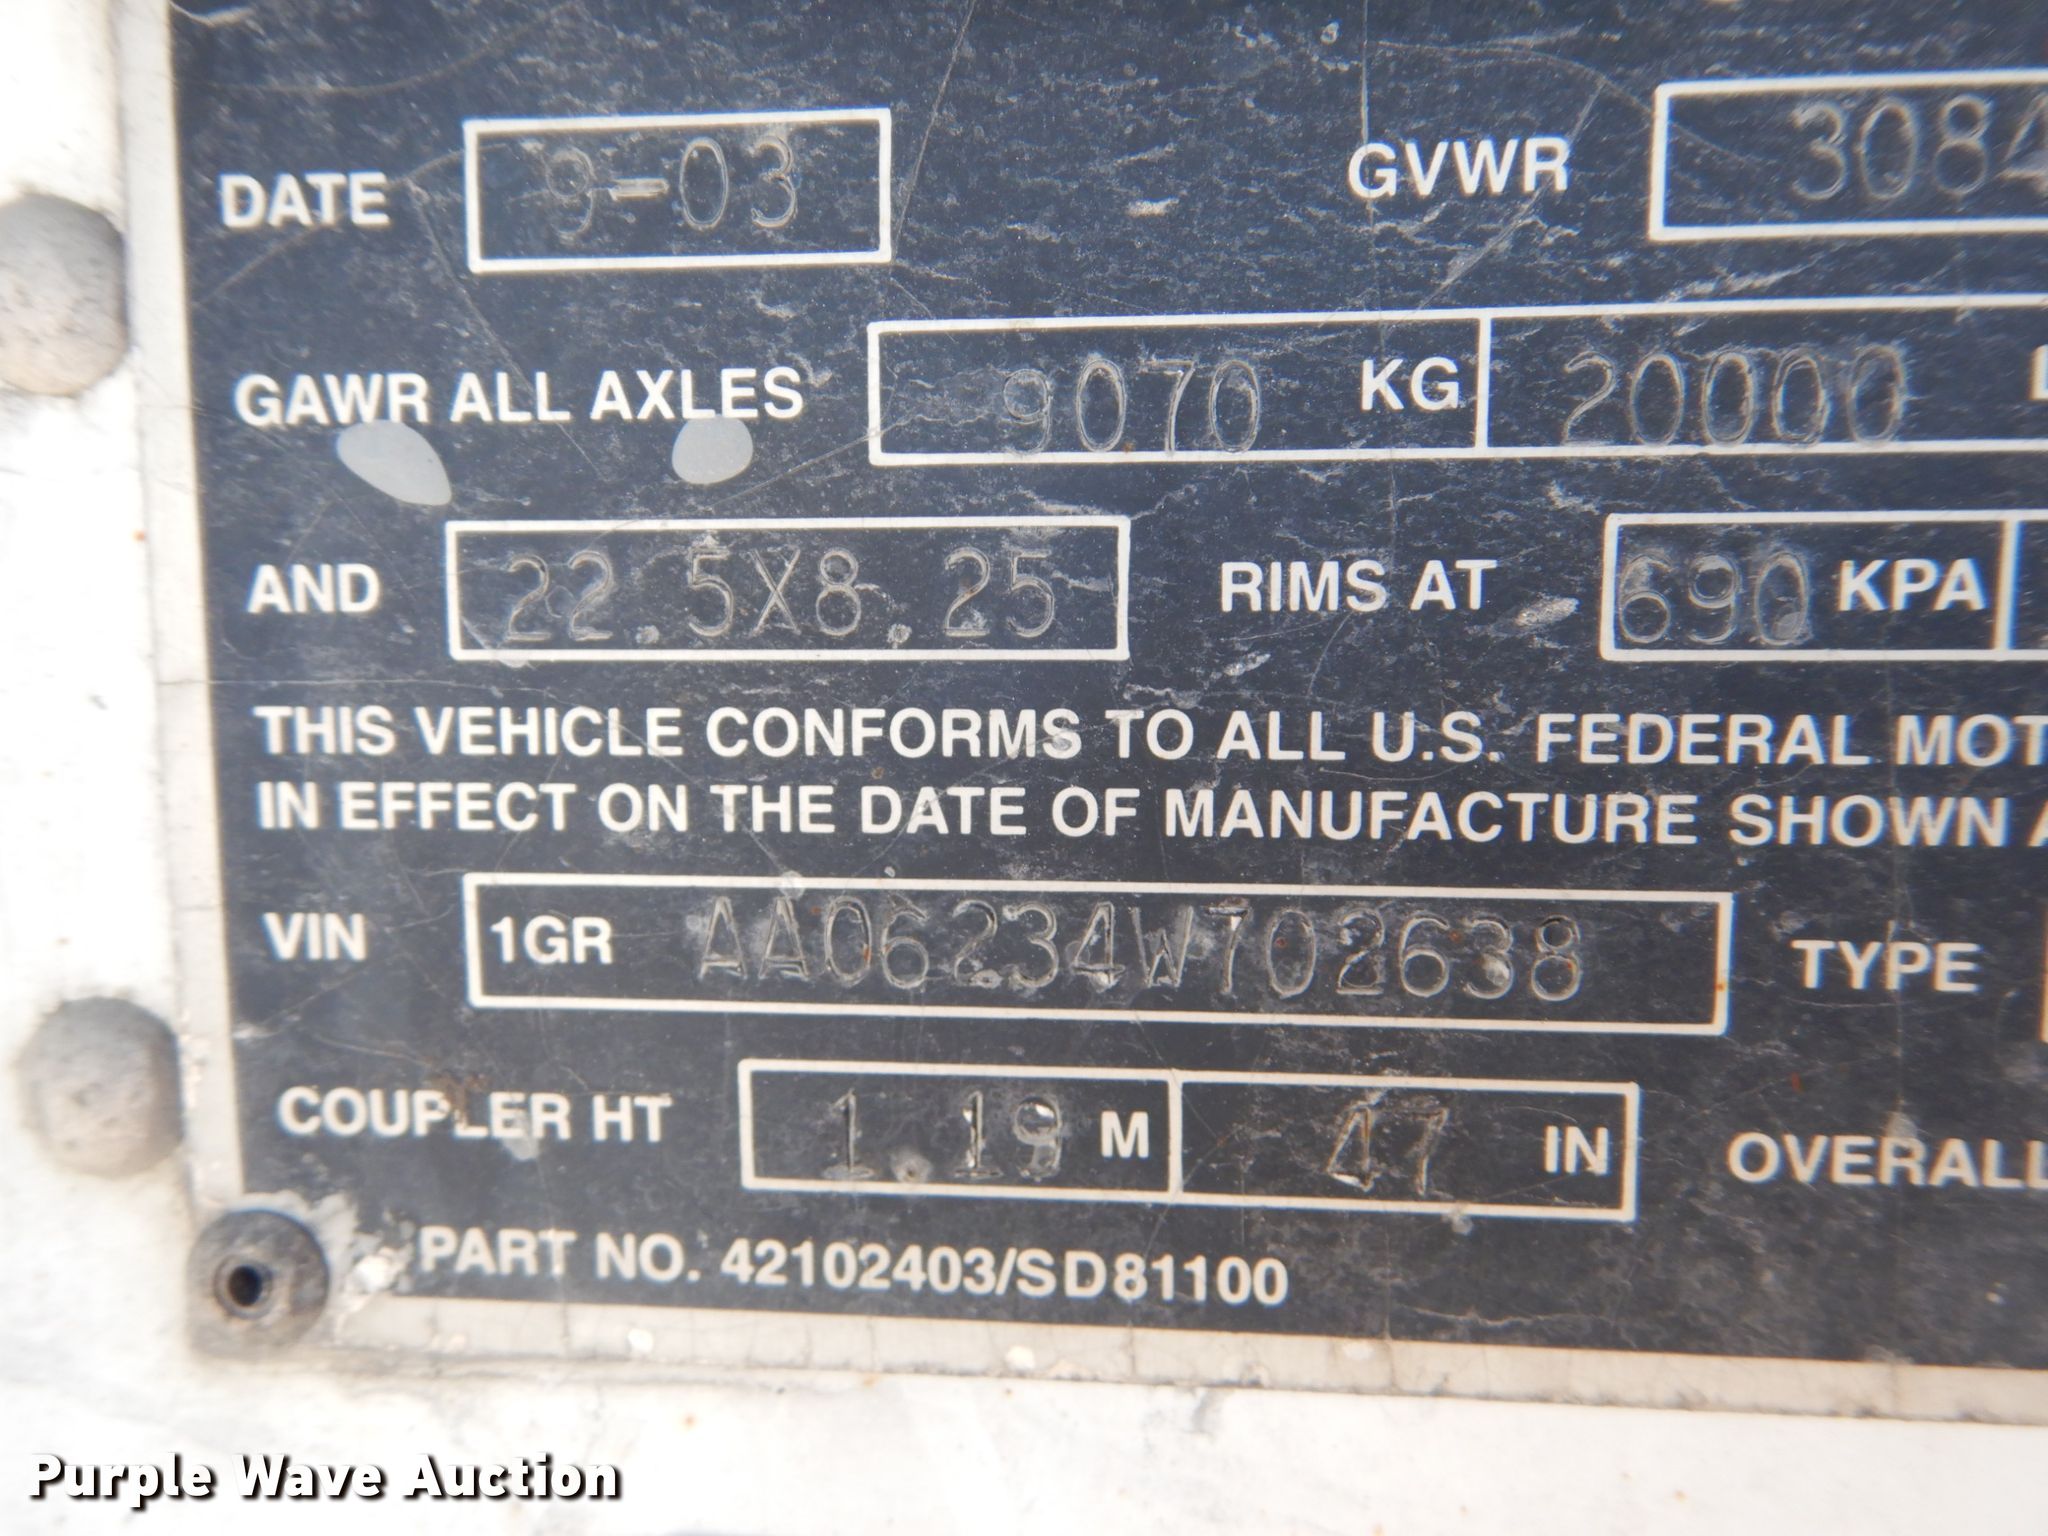 DATE 9-03 GVWR 3084
GAWR ALL AXLES 9070 KG 20000
AND 22.5X8.25 RIMS AT 690 KPA
THIS VEHICLE CONFORMS TO ALL U.S. FEDERAL MOT
IN EFFECT ON THE DATE OF MANUFACTURE SHOWN A
VIN 1GR AA06234W702638 TYPE
COUPLER HT 1.19 M 47 IN OVERALL
PART NO. 42102403/SD81100
Purple Wave Auction